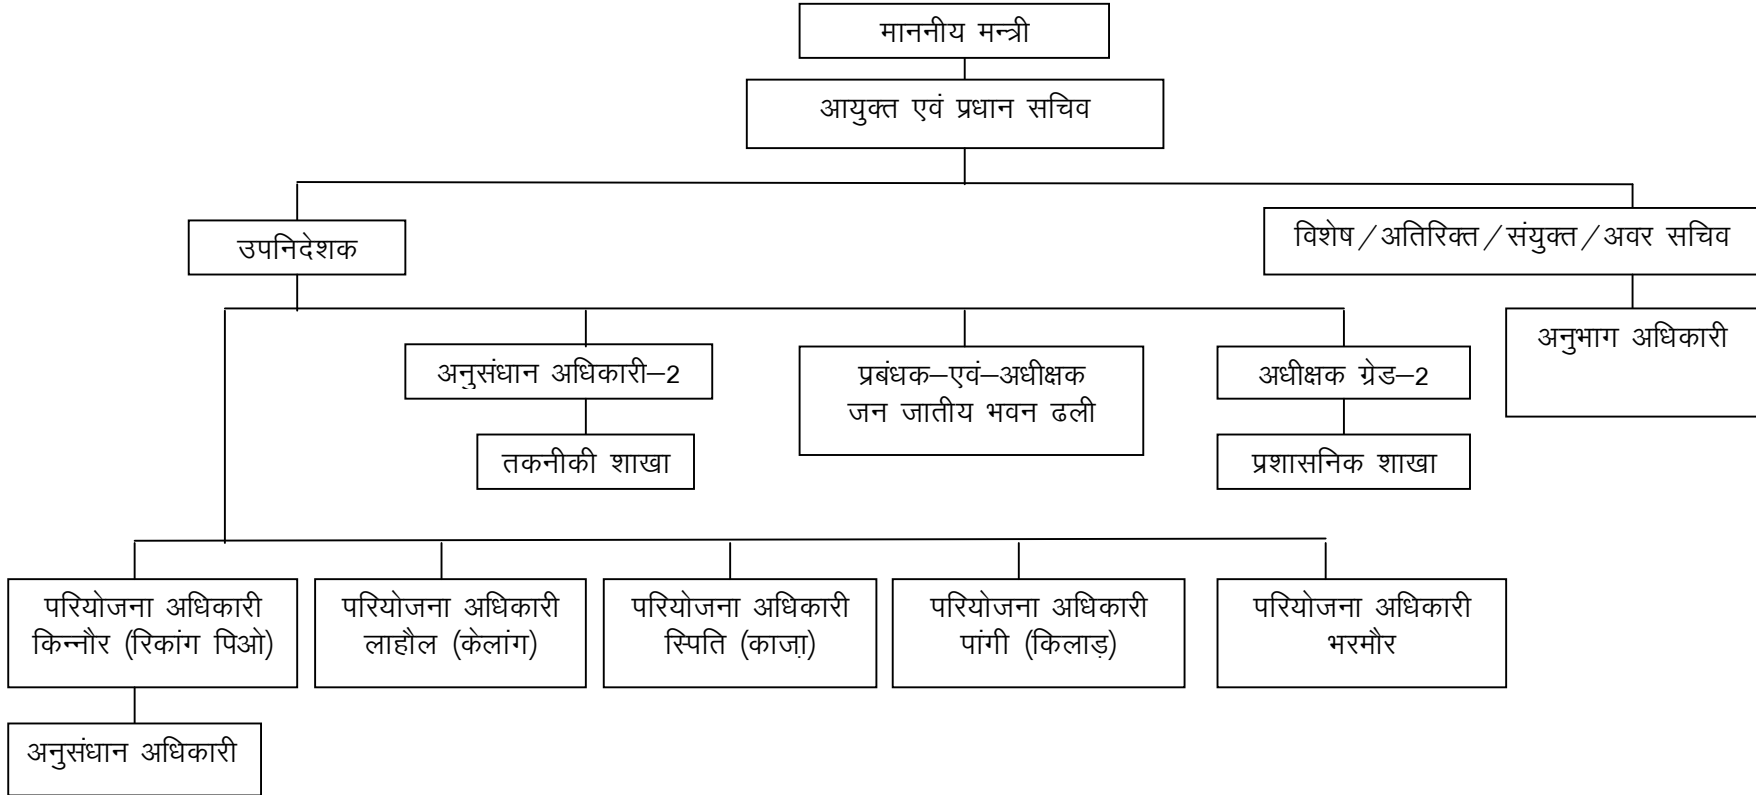 माननीय मन्त्री
आयुक्त एवं प्रधान सचिव
उपनिदेशक
विशेष/अतिरिक्त/संयुक्त/अवर सचिव
अनुसंधान अधिकारी–2
प्रबंधक–एवं–अधीक्षक
जन जातीय भवन ढली
अधीक्षक ग्रेड–2
अनुभाग अधिकारी
तकनीकी शाखा
प्रशासनिक शाखा
परियोजना अधिकारी
किन्नौर (रिकांग पिओ)
परियोजना अधिकारी
लाहौल (केलांग)
परियोजना अधिकारी
स्पिति (काज़ा)
परियोजना अधिकारी
पांगी (किलाड़)
परियोजना अधिकारी
भरमौर
अनुसंधान अधिकारी